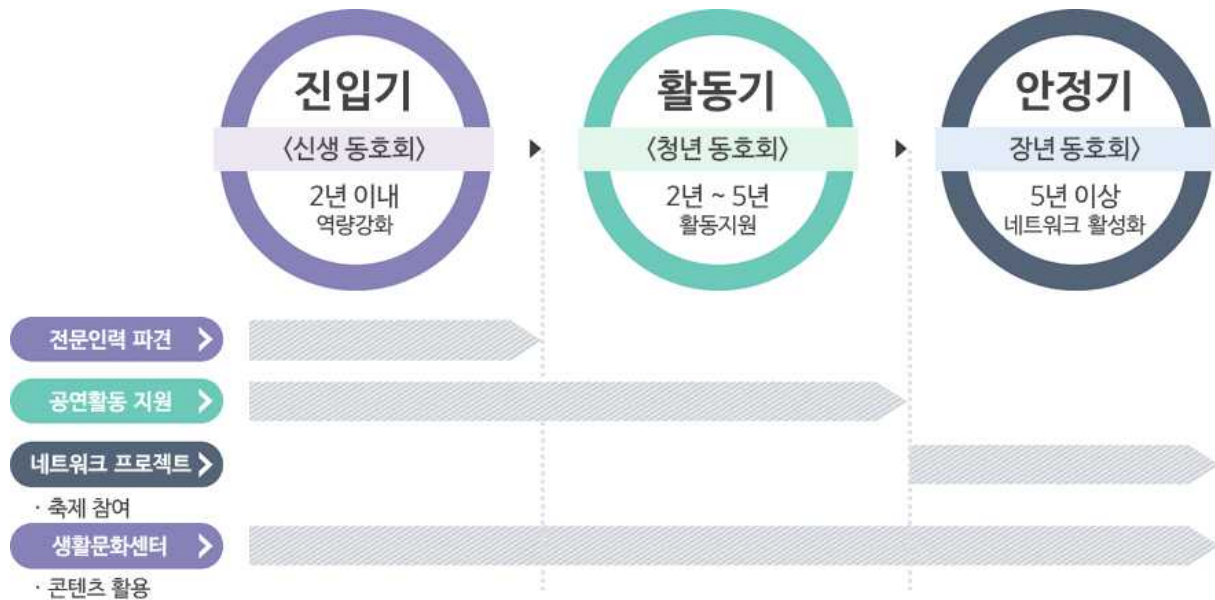 진입기
〈신생 동호회〉
2년 이내
역량강화
활동기
〈청년 동호회〉
2년 ~ 5년
활동지원
안정기
장년 동호회〉
5년 이상
네트워크 활성화
전문인력 파견
공연활동 지원
네트워크 프로젝트
· 축제 참여
생활문화센터
· 콘텐츠 활용